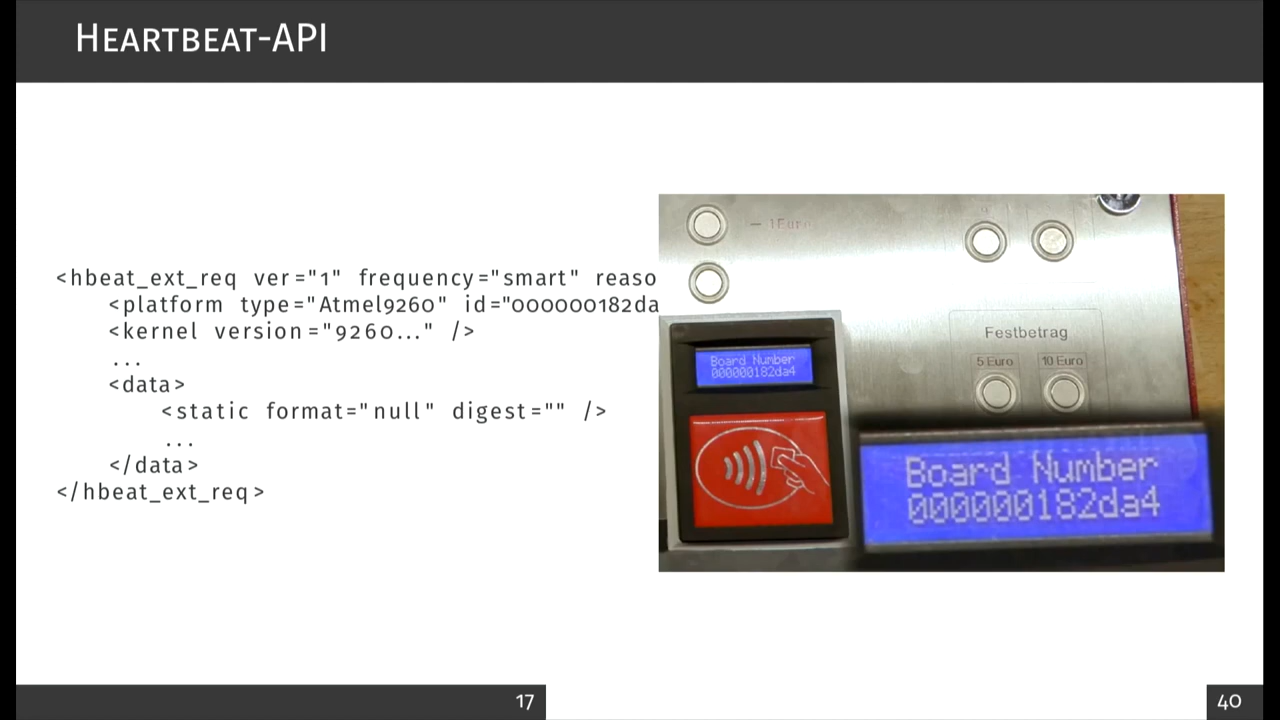 HEARTBEAT-API
<hbeat_ext_req ver="1" frequency="smart" reaso
<platform type="Atmel9260" id="000000182da
<kernel version="9260..." />
...
<data>
<static format="null" digest="" />
...
</data>
</hbeat_ext_req>
– 1Euro
Festbetrag
5 Euro 10 Euro
Board Number
000000182da4
Board Number
000000182da4
17
40